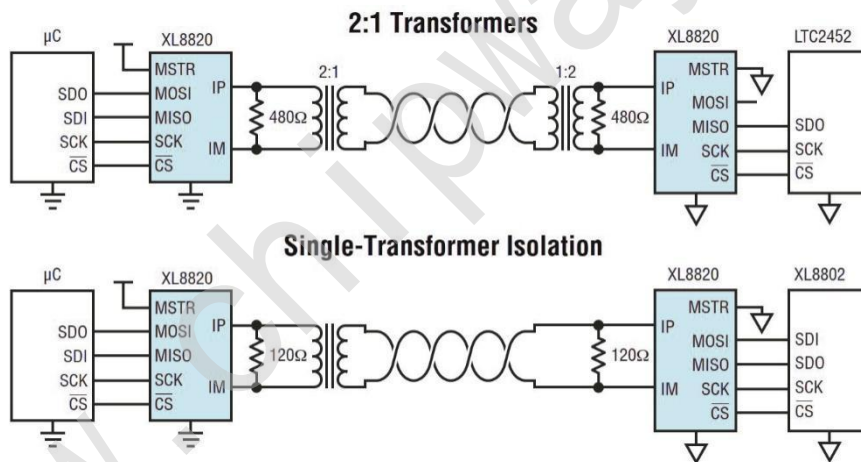 2:1 Transformers
µC
XL8820
XL8820
LTC2452
MSTR
MSTR
2:1
1:2
SDO
MOSI
IP
IP
MOSI
SDI
MISO
480Ω
480Ω
MISO
SDO
SCK
SCK
SCK
SCK
CS
CS
IM
IM
CS
CS
Single-Transformer Isolation
µC
XL8820
XL8820
XL8802
MSTR
MSTR
SDO
MOSI
IP
IP
MOSI
SDI
SDI
MISO
120Ω
120Ω
MISO
SDO
SCK
SCK
SCK
SCK
CS
CS
IM
IM
CS
CS
w.chipway